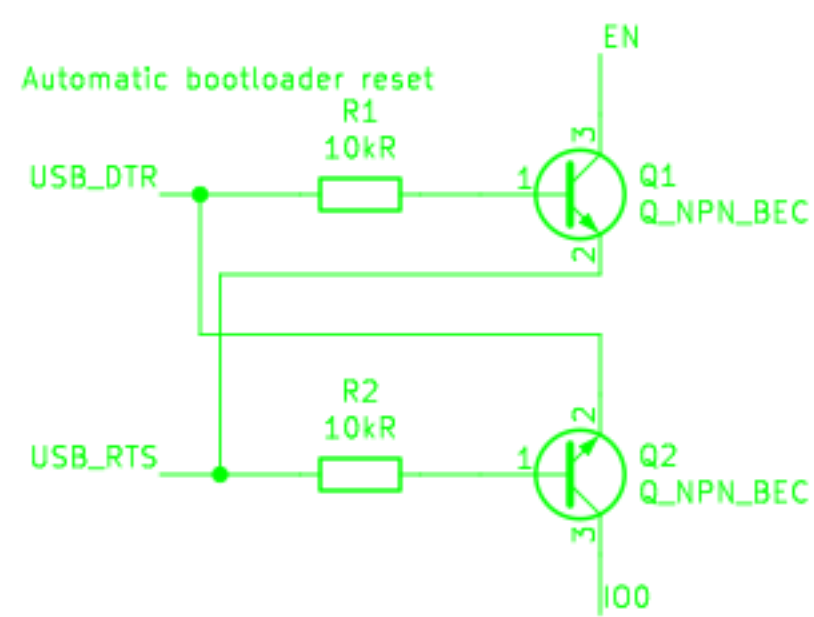 EN
Automatic bootloader reset
R1
10kR
USB_DTR
1
3
2
Q1
Q_NPN_BEC
R2
10kR
USB_RTS
1
2
3
Q2
Q_NPN_BEC
IO0